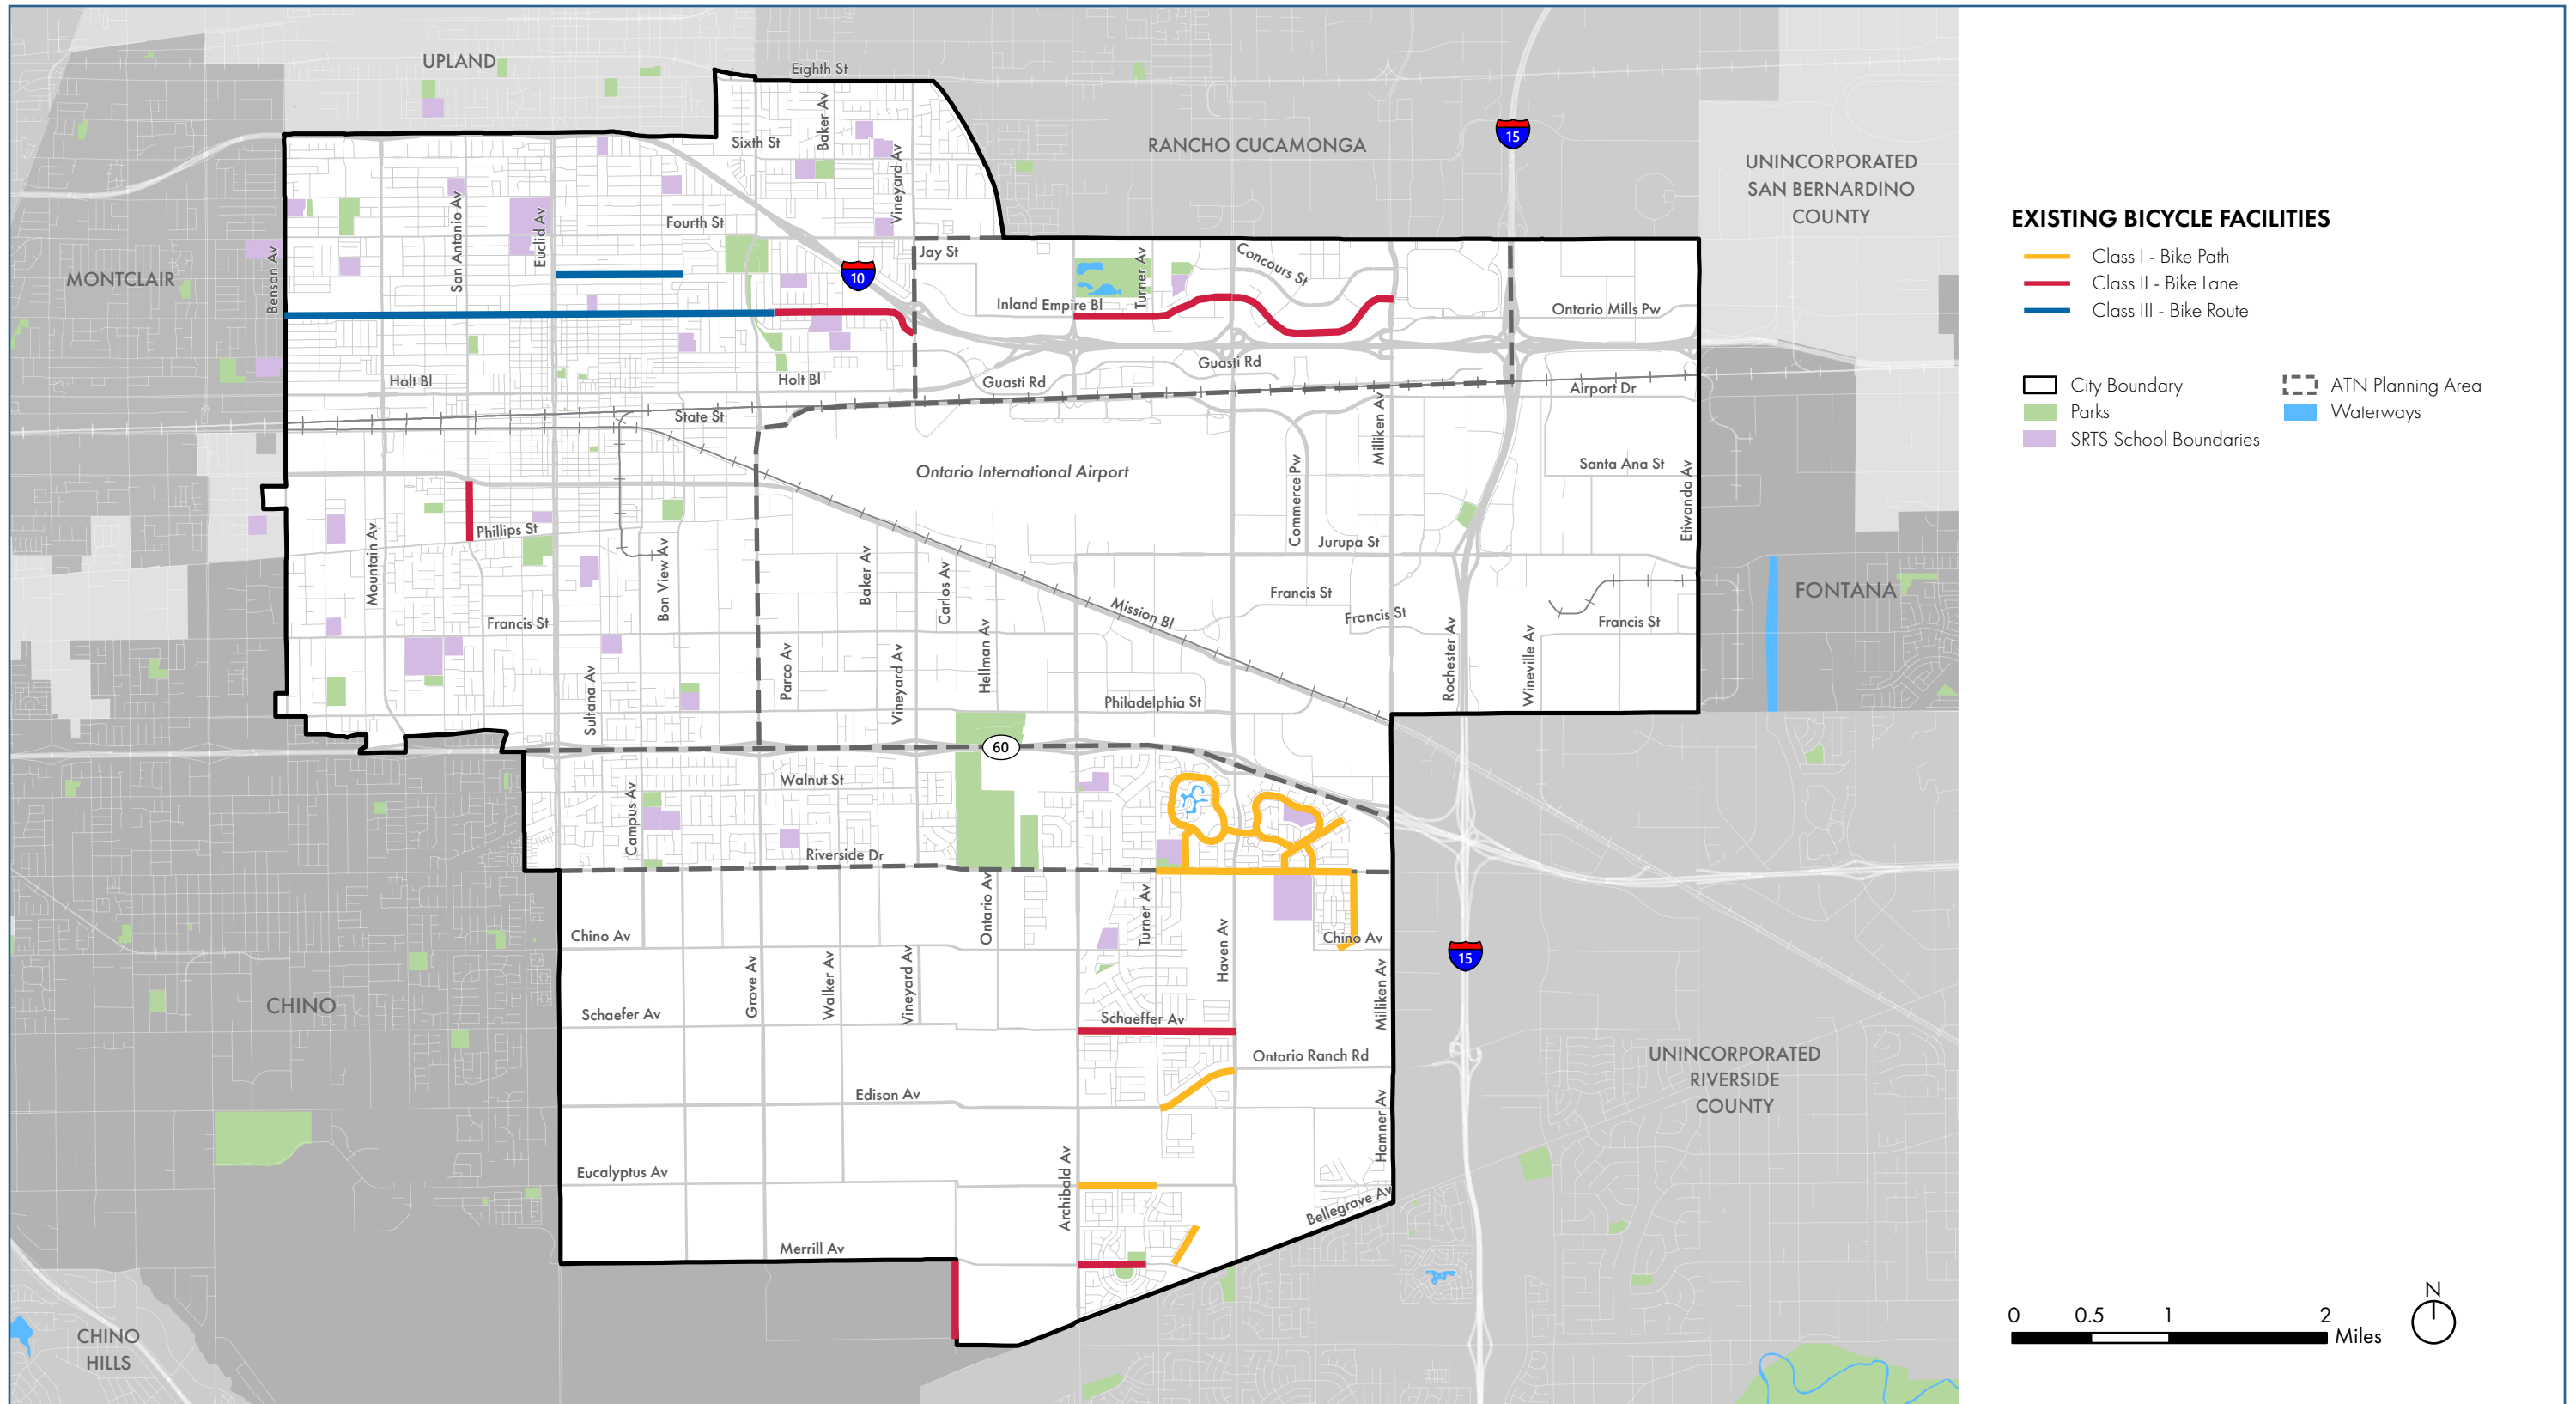 UPLAND
Eighth St
Baker Av
Sixth St
Vineyard Av
RANCHO CUCAMONGA
15
UNINCORPORATED
SAN BERNARDINO
COUNTY
MONTCLAIR
Benson Av
San Antonio Av
Euclid Av
Fourth St
10
Jay St
Turner Av
Concours St
Inland Empire Bl
Ontario Mills Pw
Guasti Rd
Guasti Rd
Holt Bl
Holt Bl
Airport Dr
State St
Milliken Av
Ontario International Airport
Commerce Pw
Santa Ana St
Etiwanda Av
Mountain Av
Phillips St
Bon View Av
Baker Av
Carlos Av
Jurupa St
FONTANA
Francis St
Mission Bl
Francis St
Francis St
Francis St
Sultana Av
Parco Av
Vineyard Av
Hellman Av
Philadelphia St
Rochester Av
Wineville Av
60
Walnut St
Campus Av
Riverside Dr
Chino Av
Ontario Av
Turner Av
Haven Av
Chino Av
15
CHINO
Grove Av
Walker Av
Vineyard Av
Milliken Av
Schaefer Av
Schaeffer Av
Ontario Ranch Rd
UNINCORPORATED
RIVERSIDE
COUNTY
Edison Av
Hamner Av
Eucalyptus Av
Archibald Av
Bellegrave Av
Merrill Av
CHINO
HILLS
EXISTING BICYCLE FACILITIES
Class I - Bike Path
Class II - Bike Lane
Class III - Bike Route
City Boundary
ATN Planning Area
Parks
Waterways
SRTS School Boundaries
N
0 0.5 1 2
Miles